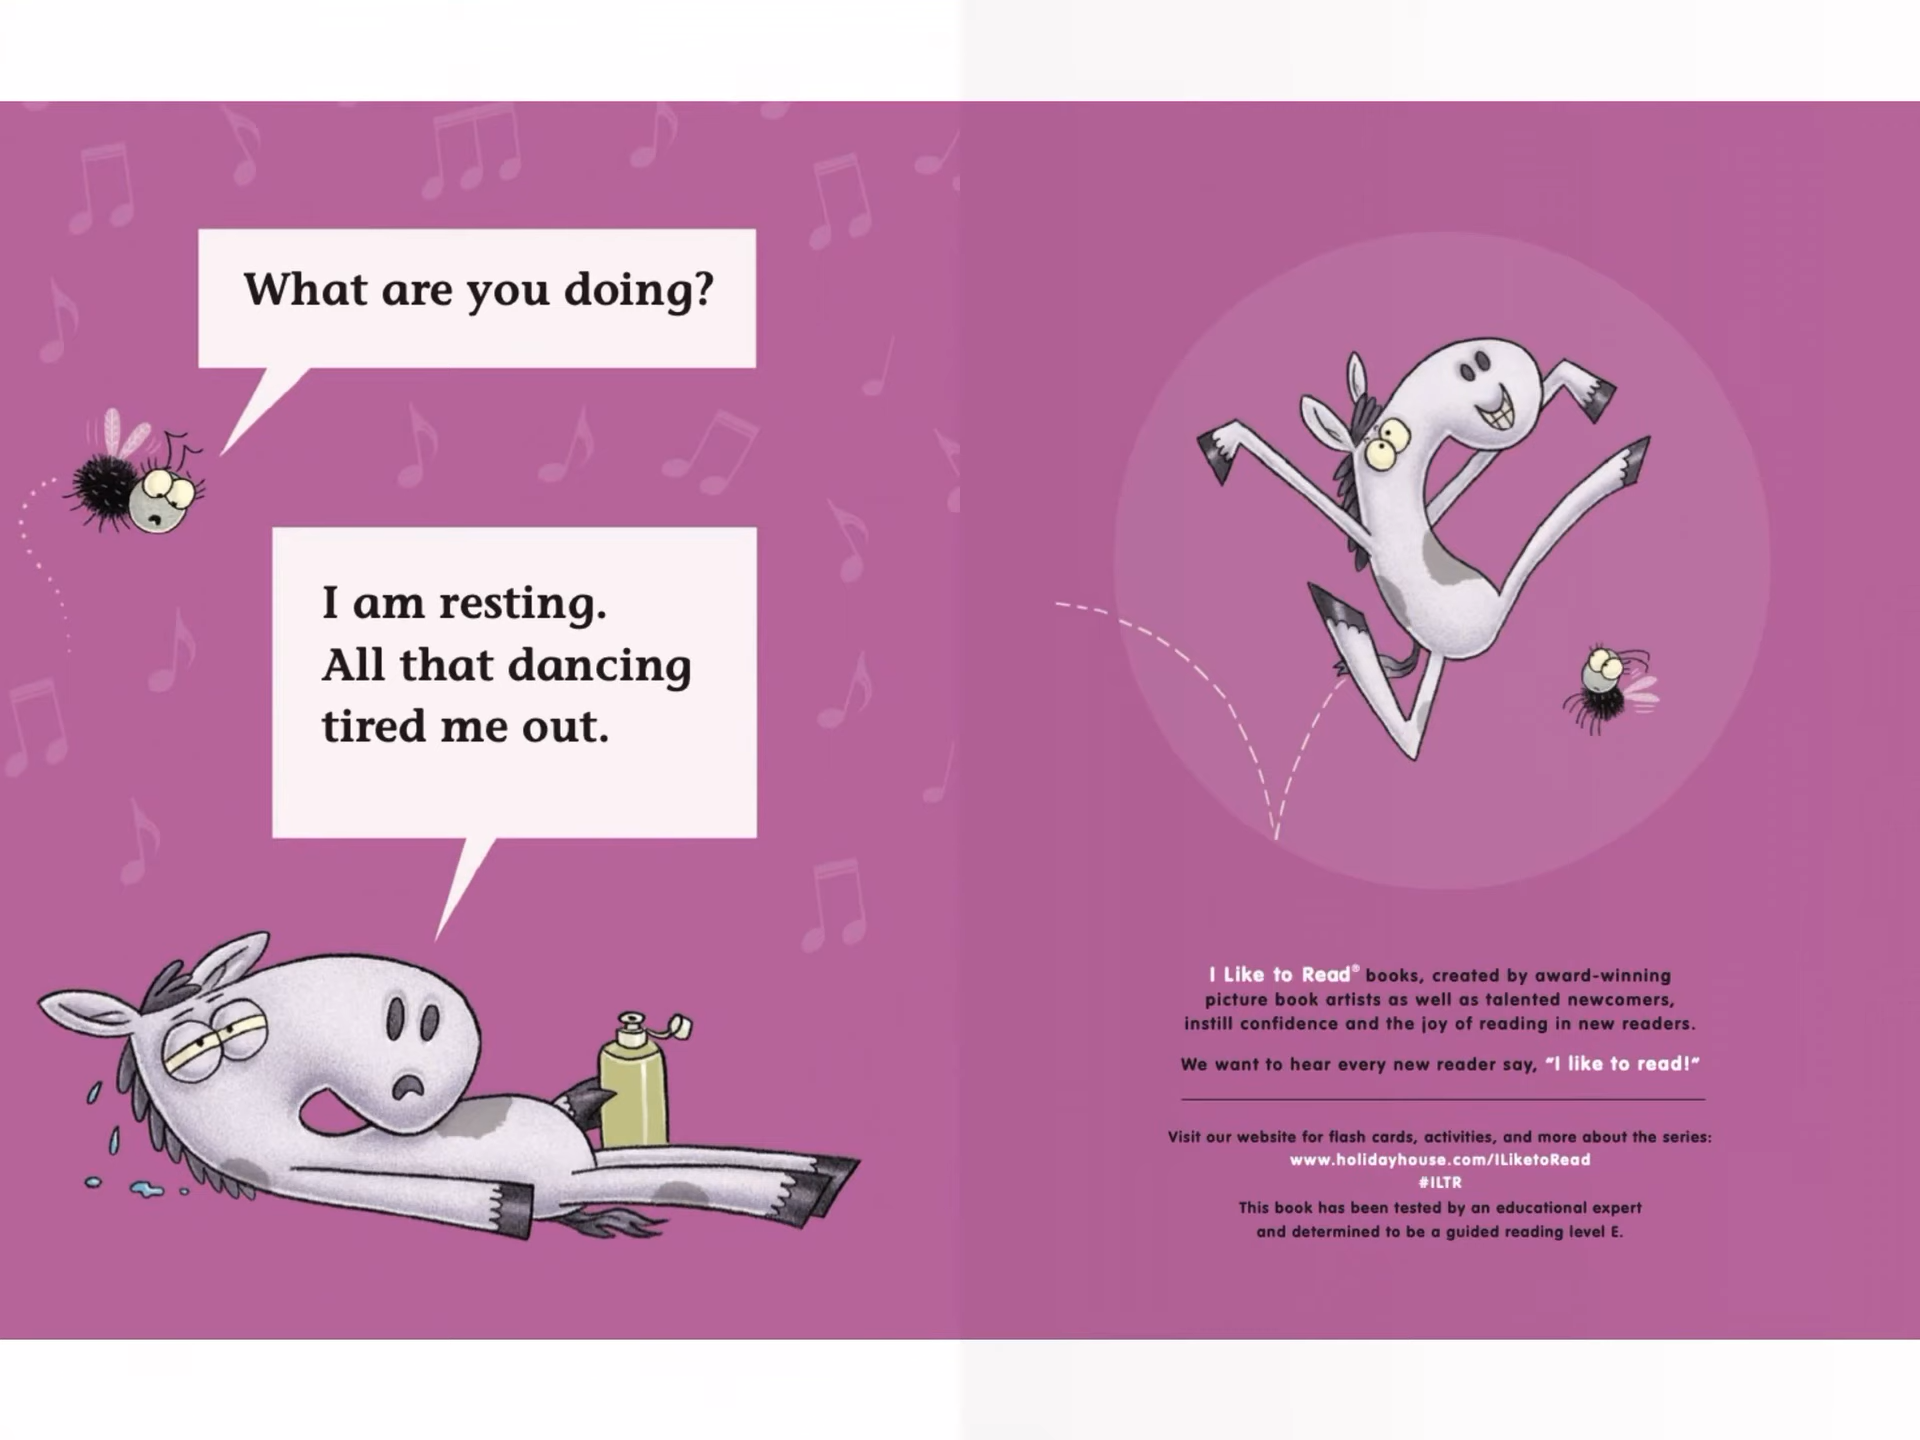 What are you doing?
I am resting.
All that dancing
tired me out.
I Like to Read® books, created by award-winning
picture book artists as well as talented newcomers,
instill confidence and the joy of reading in new readers.
We want to hear every new reader say, “I like to read!”
Visit our website for flash cards, activities, and more about the series:
www.holidayhouse.com/ILiketoRead
#ILTR
This book has been tested by an educational expert
and determined to be a guided reading level E.